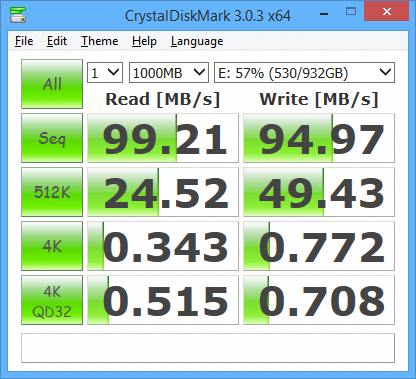 CrystalDiskMark 3.0.3 x64
File Edit Theme Help Language
All 1 1000MB E: 57% (530/932GB)
Read [MB/s] Write [MB/s]
Seq 99.21 94.97
512K 24.52 49.43
4K 0.343 0.772
4K QD32 0.515 0.708